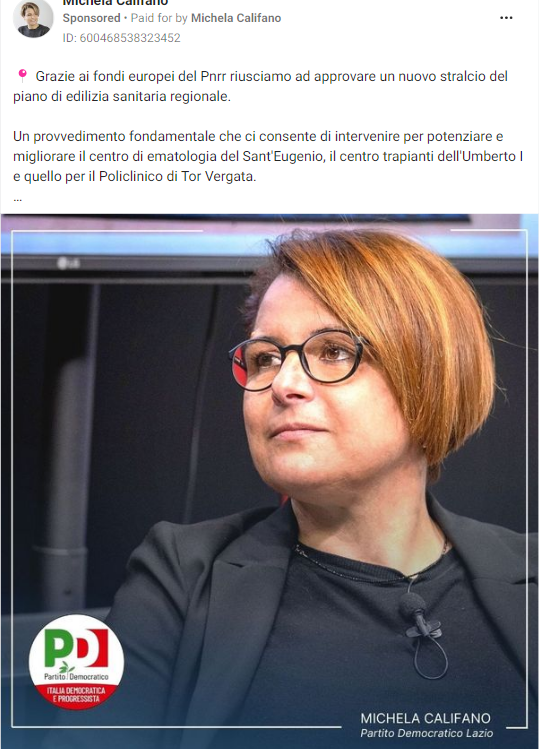 Michela Califano
Sponsored • Paid for by Michela Califano
ID: 600468538323452
📍 Grazie ai fondi europei del Pnrr riusciamo ad approvare un nuovo stralcio del
piano di edilizia sanitaria regionale.
Un provvedimento fondamentale che ci consente di intervenire per potenziare e
migliorare il centro di ematologia del Sant'Eugenio, il centro trapianti dell'Umberto I
e quello per il Policlinico di Tor Vergata.
...
LG
PD
Partito Democratico
ITALIA DEMOCRATICA
E PROGRESSISTA
MICHELA CALIFANO
Partito Democratico Lazio